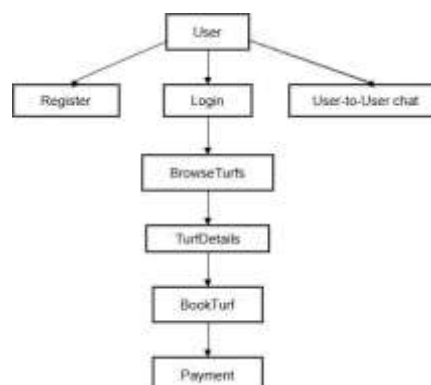 User
Register
Login
User-to-User chat
BrowseTurfs
TurfDetails
BookTurf
Payment